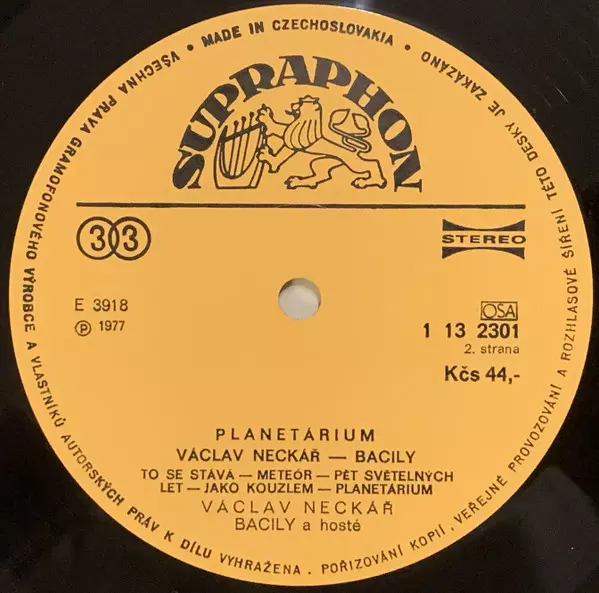 • MADE IN CZECHOSLOVAKIA •
VŠECHNA PRÁVA GRAMOFONOVÉHO VÝROBCE A VLASTNÍKŮ AUTORSKÝCH PRÁV K DÍLU VYHRAŽENA. POŘIZOVÁNÍ KOPIÍ, VEŘEJNÉ PROVOZOVÁNÍ A ROZHLASOVÉ ŠÍŘENÍ TÉTO DESKY JE ZAKÁZÁNO
SUPRAPHON
33
STEREO
E 3918
Ⓟ 1977
OSA
1 13 2301
2. strana
Kčs 44,-
PLANETÁRIUM
VÁCLAV NECKÁŘ — BACILY
TO SE STÁVÁ — METEÓR — PĚT SVĚTELNÝCH
LET — JAKO KOUZLEM — PLANETÁRIUM
VÁCLAV NECKÁŘ
BACILY a hosté